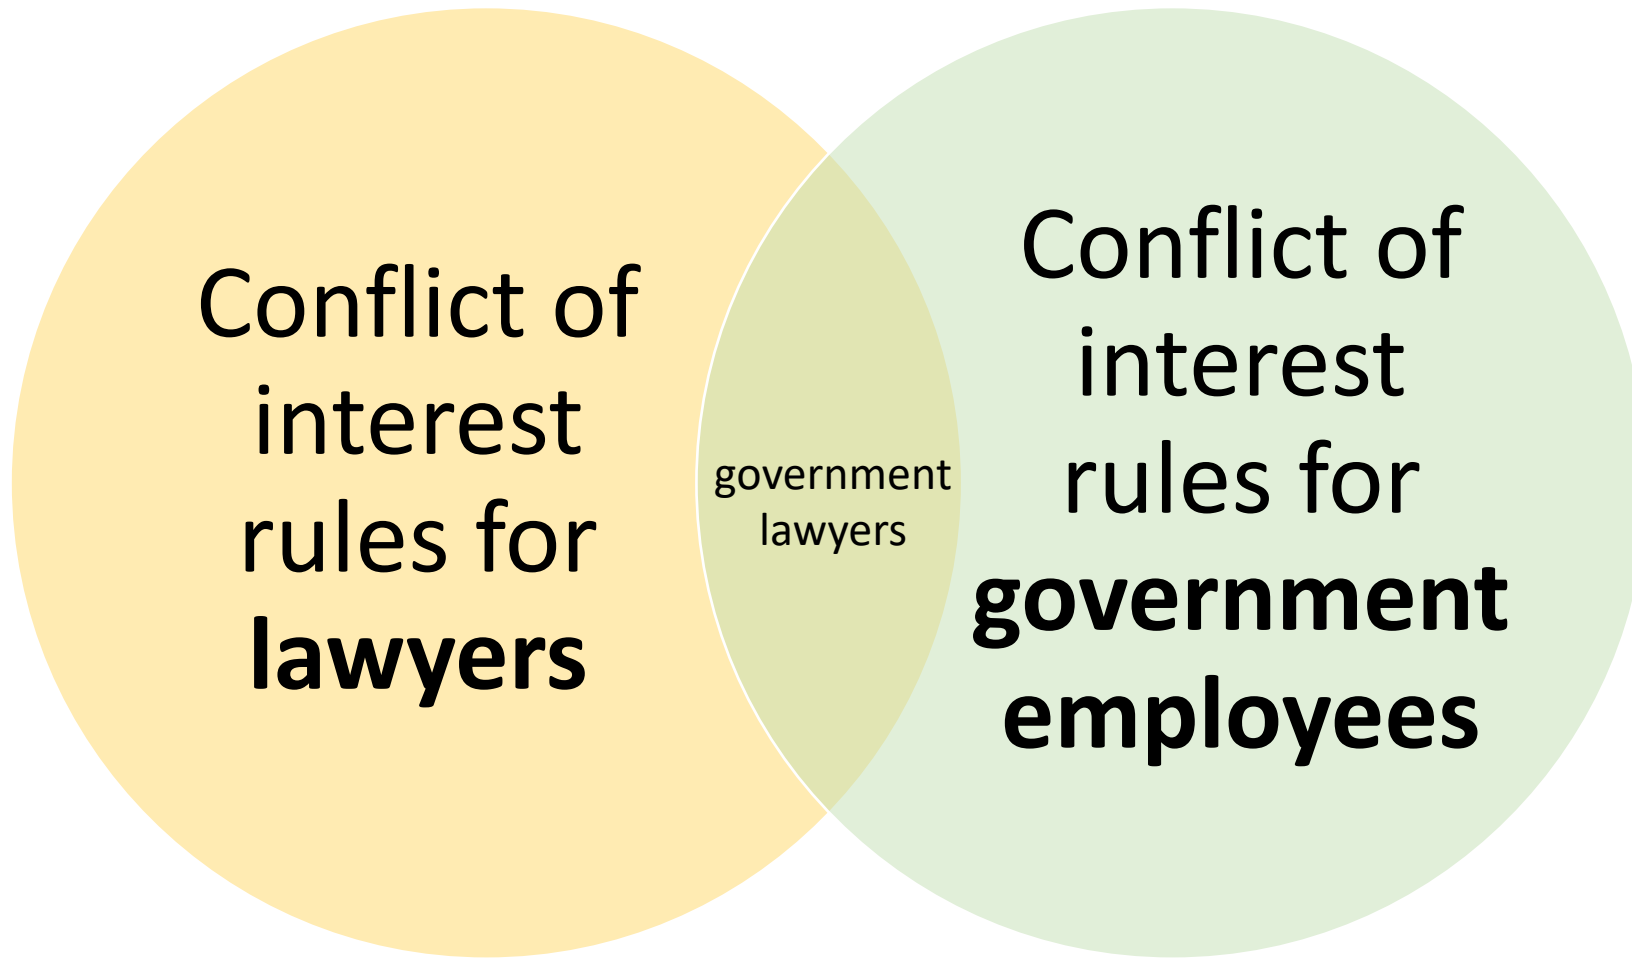 Conflict of
interest
rules for
lawyers
government
lawyers
Conflict of
interest
rules for
government
employees